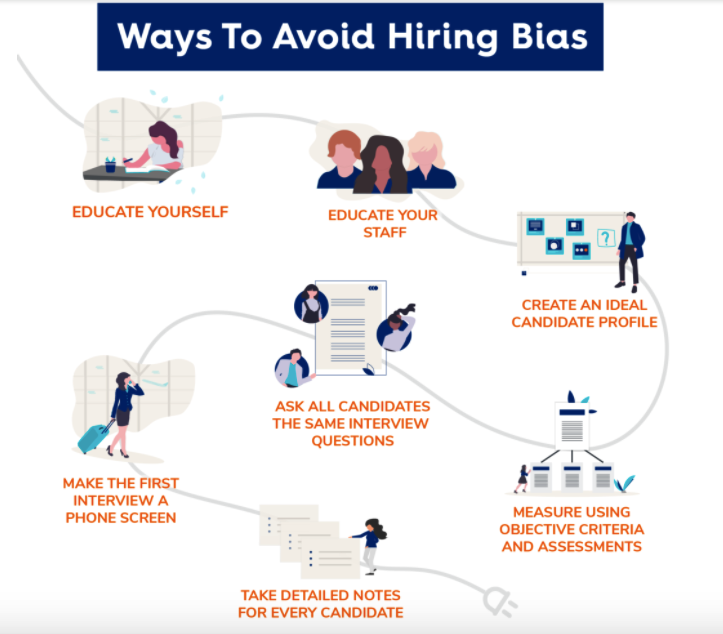 Ways To Avoid Hiring Bias
EDUCATE YOURSELF
EDUCATE YOUR
STAFF
?
CREATE AN IDEAL
CANDIDATE PROFILE
MEASURE USING
OBJECTIVE CRITERIA
AND ASSESSMENTS
ASK ALL CANDIDATES
THE SAME INTERVIEW
QUESTIONS
MAKE THE FIRST
INTERVIEW A
PHONE SCREEN
TAKE DETAILED NOTES
FOR EVERY CANDIDATE